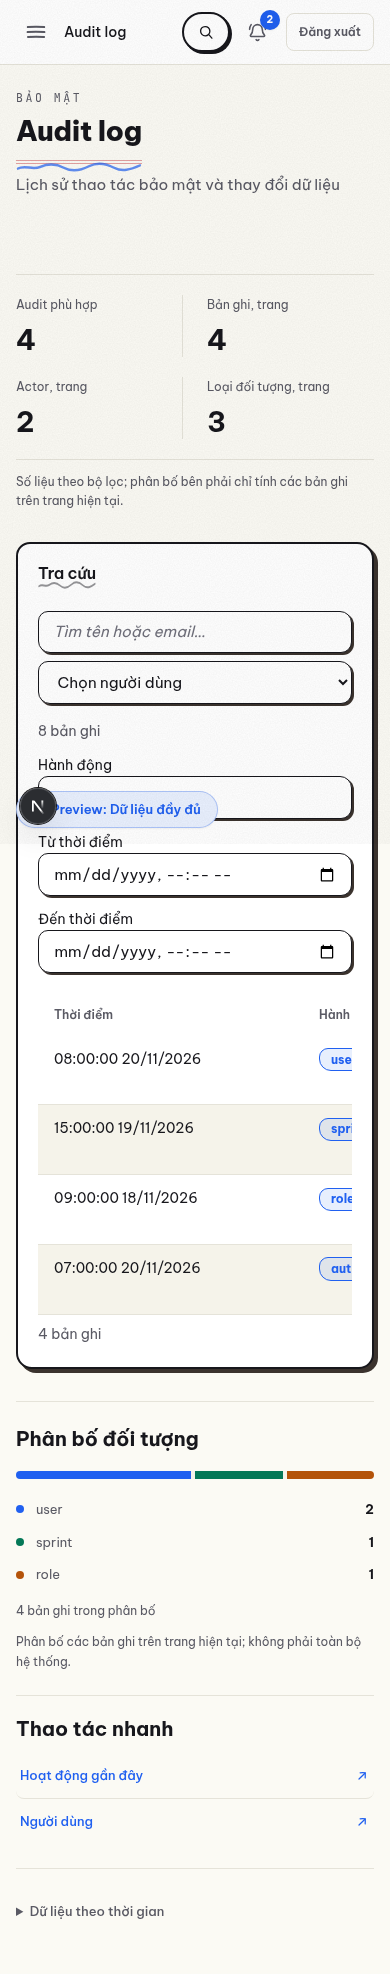 Audit log
2
Đăng xuất
BẢO MẬT
Audit log
Lịch sử thao tác bảo mật và thay đổi dữ liệu
Audit phù hợp
4
Bản ghi, trang
4
Actor, trang
2
Loại đối tượng, trang
3
Số liệu theo bộ lọc; phân bố bên phải chỉ tính các bản ghi
trên trang hiện tại.
Tra cứu
Tìm tên hoặc email...
Chọn người dùng
8 bản ghi
Hành động
N
Preview: Dữ liệu đầy đủ
Từ thời điểm
mm/dd/yyyy, --:-- --
Đến thời điểm
mm/dd/yyyy, --:-- --
Thời điểm
Hành
08:00:00 20/11/2026
use
15:00:00 19/11/2026
spri
09:00:00 18/11/2026
role
07:00:00 20/11/2026
aut
4 bản ghi
Phân bố đối tượng
user
2
sprint
1
role
1
4 bản ghi trong phân bố
Phân bố các bản ghi trên trang hiện tại; không phải toàn bộ
hệ thống.
Thao tác nhanh
Hoạt động gần đây
Người dùng
Dữ liệu theo thời gian